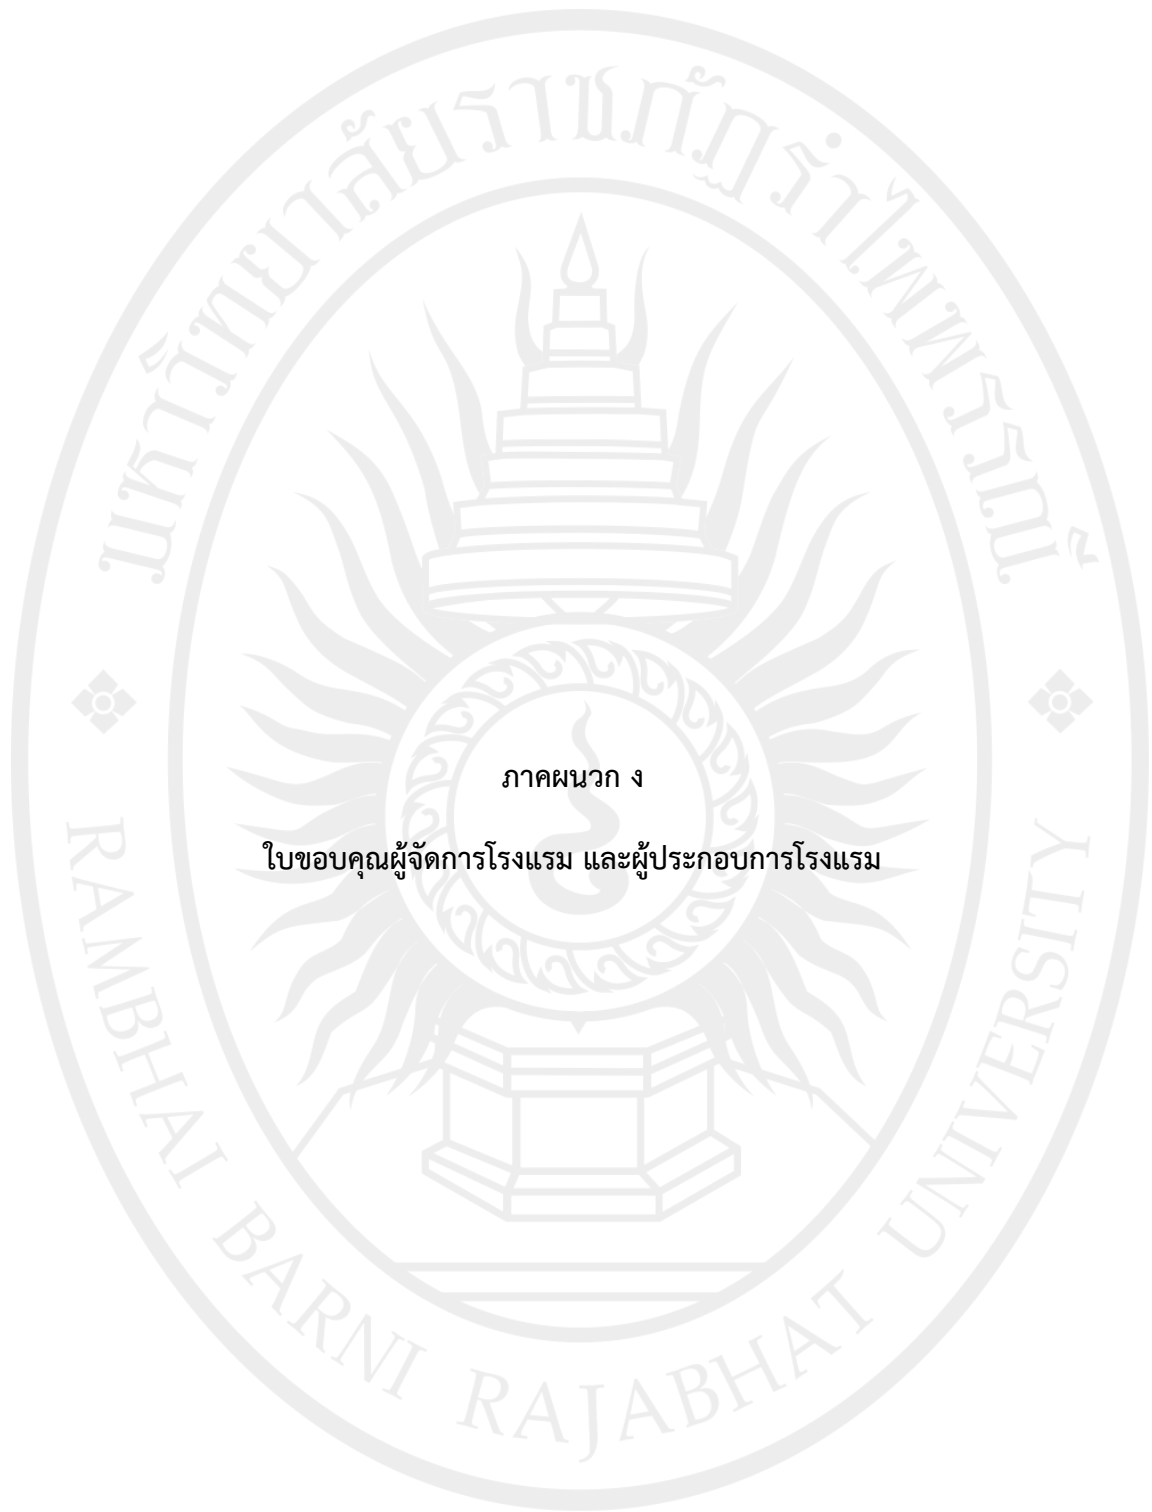 มหาวิทยาลัยราชภัฏรำไพพรรณี
ภาคผนวก ง
ใบขอบคุณผู้จัดการโรงแรม และผู้ประกอบการโรงแรม
RAMBHAI BARNI RAJABHAT UNIVERSITY